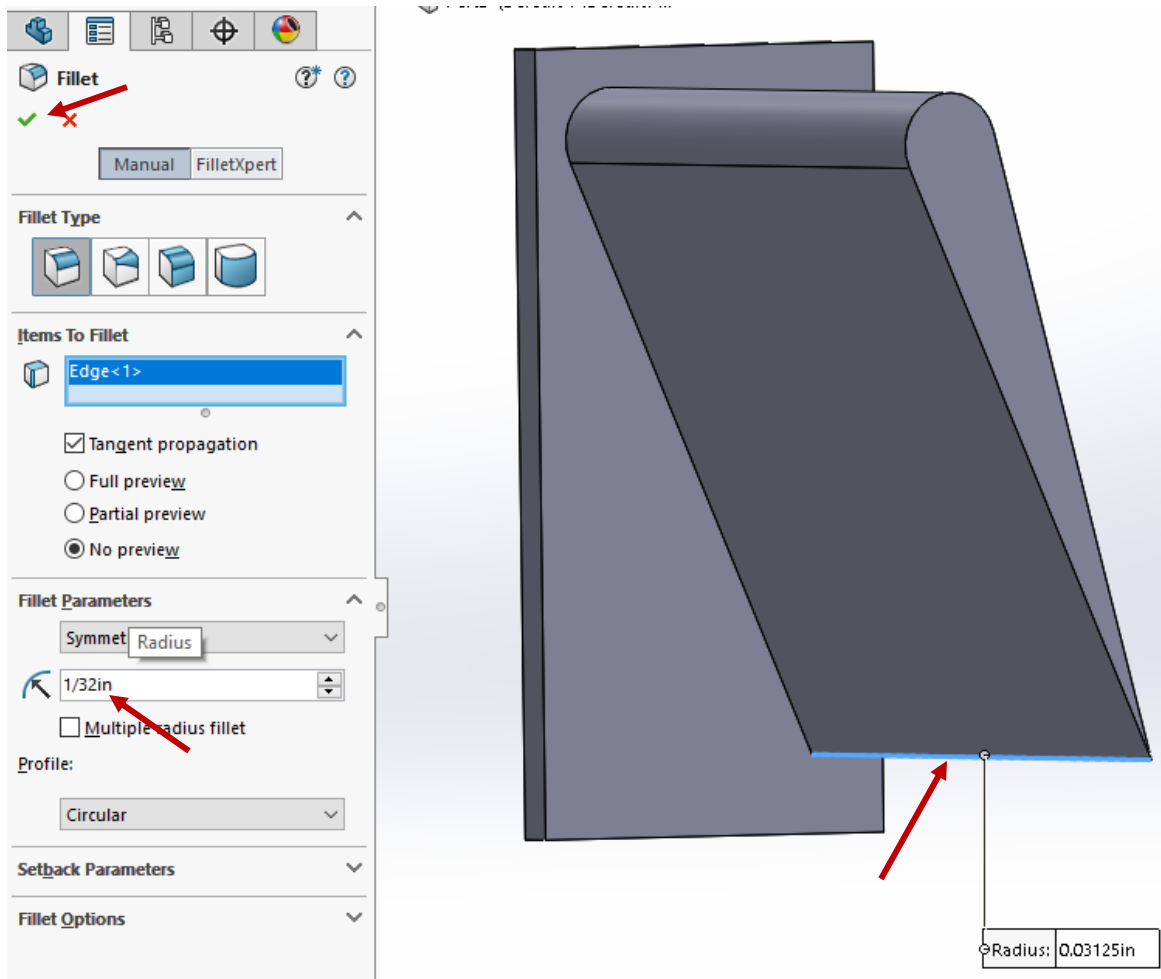 Fillet
Manual FilletXpert
Fillet Type
Items To Fillet
Edge<1>
Tangent propagation
Full preview
Partial preview
No preview
Fillet Parameters
Symmet
Radius
1/32in
Multiple radius fillet
Profile:
Circular
Setback Parameters
Fillet Options
Radius: 0.03125in